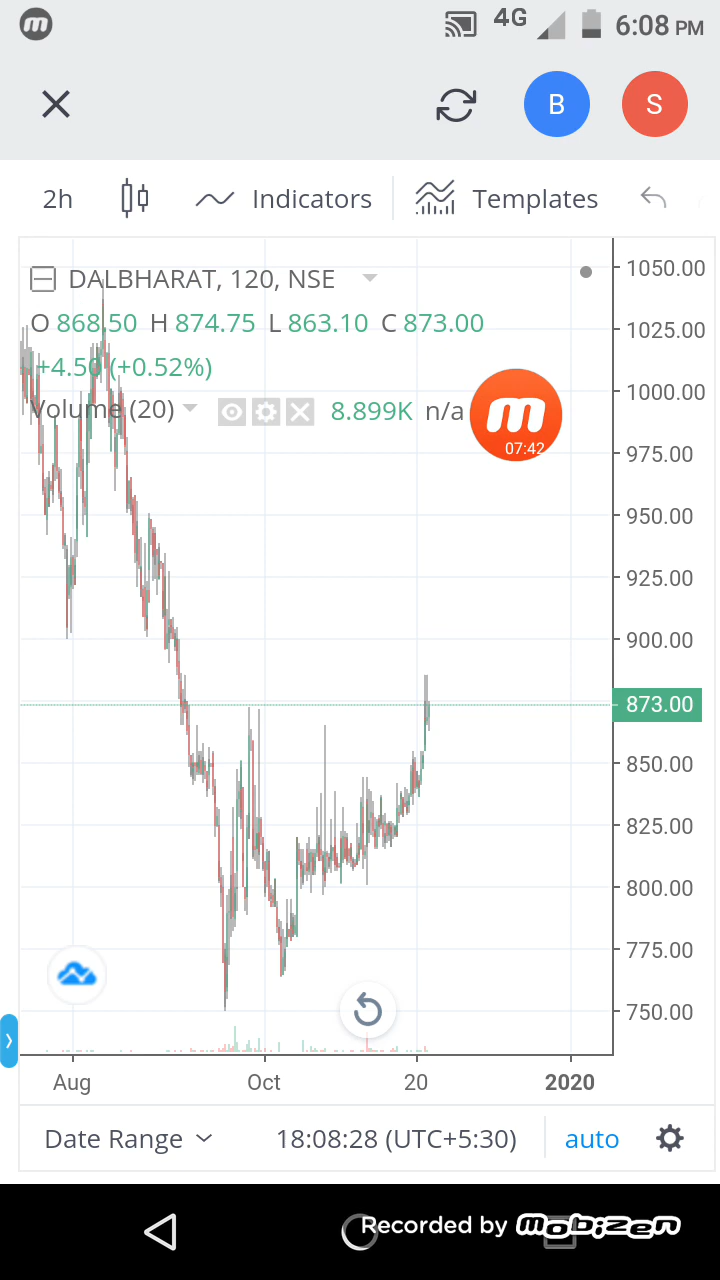 m 4G 6:08 PM
B S
2h Indicators Templates
DALBHARAT, 120, NSE
O 868.50 H 874.75 L 863.10 C 873.00
+4.50 (+0.52%)
Volume (20) 8.899K n/a
m
07:42
1050.00
1025.00
1000.00
975.00
950.00
925.00
900.00
873.00
850.00
825.00
800.00
775.00
750.00
Aug Oct 20 2020
Date Range 18:08:28 (UTC+5:30) auto
Recorded by mobizen